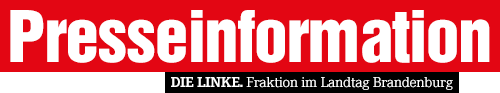 Presseinformation
DIE LINKE. Fraktion im Landtag Brandenburg